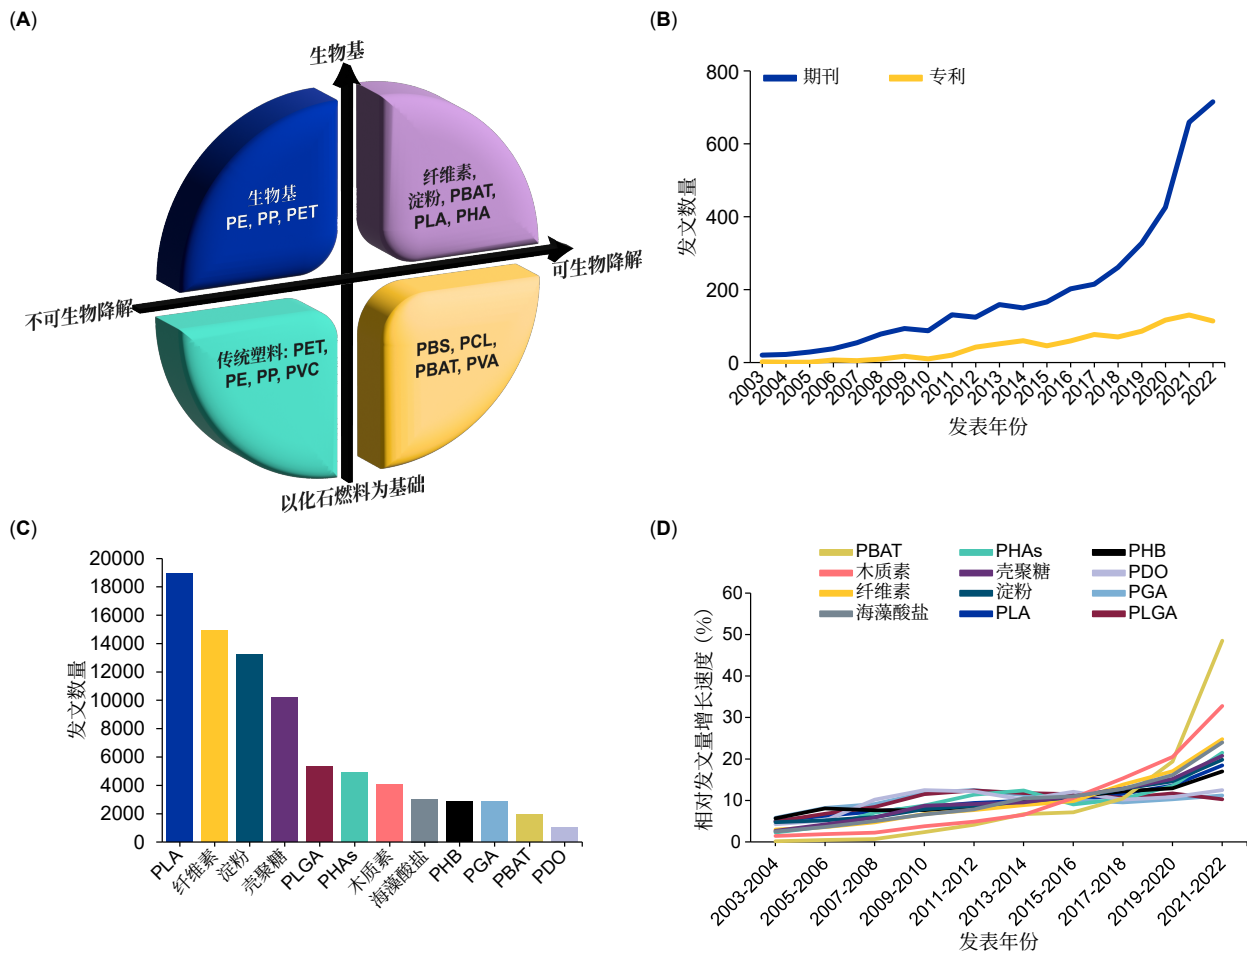 (A)
生物基
生物基
PE, PP, PET
纤维素,
淀粉, PBAT,
PLA, PHA
不可生物降解
可生物降解
传统塑料: PET,
PE, PP, PVC
PBS, PCL,
PBAT, PVA
以化石燃料为基础
(B)
期刊
专利
发文数量
800
600
400
200
0
2003
2004
2005
2006
2007
2008
2009
2010
2011
2012
2013
2014
2015
2016
2017
2018
2019
2020
2021
2022
发表年份
(C)
发文数量
20000
18000
16000
14000
12000
10000
8000
6000
4000
2000
0
PLA
纤维素
淀粉
壳聚糖
PLGA
PHAs
木质素
海藻酸盐
PHB
PGA
PBAT
PDO
(D)
PBAT
PHAs
PHB
木质素
壳聚糖
PDO
纤维素
淀粉
PGA
海藻酸盐
PLA
PLGA
相对发文量增长速度 (%)
60
50
40
30
20
10
0
2003-2004
2005-2006
2007-2008
2009-2010
2011-2012
2013-2014
2015-2016
2017-2018
2019-2020
2021-2022
发表年份